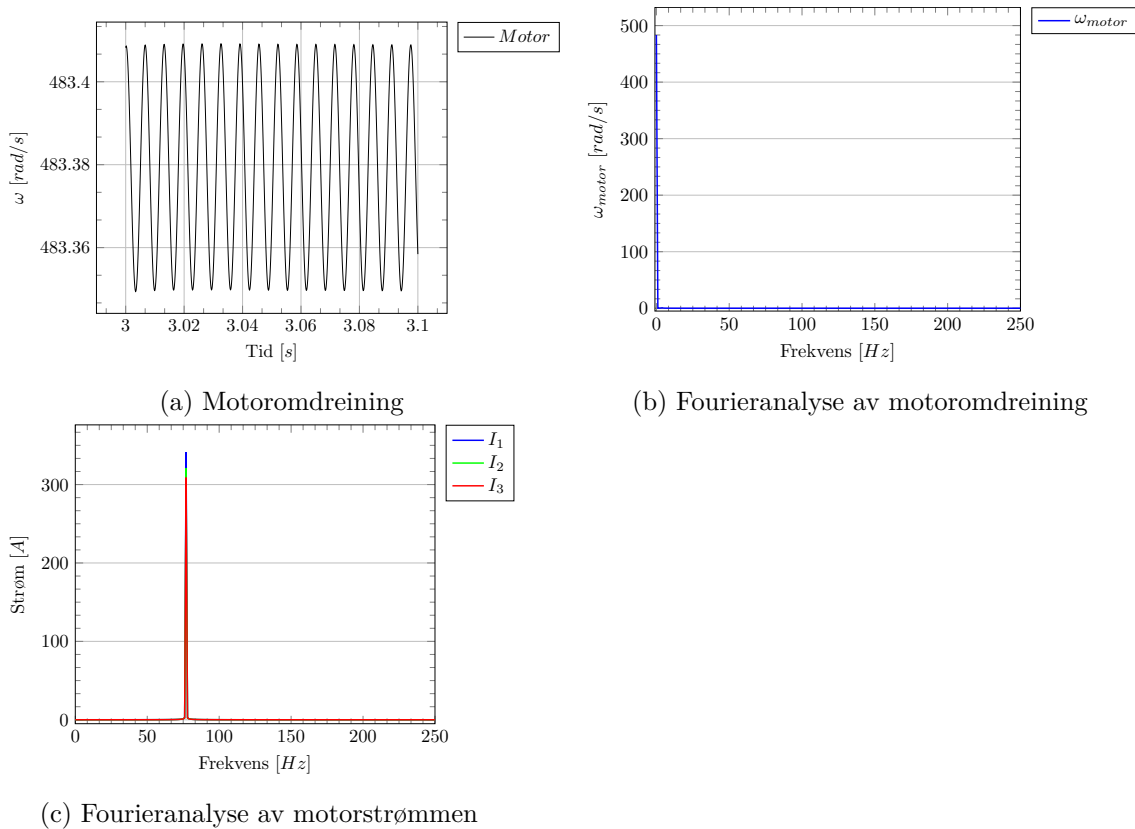 Motor
483.4
483.38
483.36
ω [rad/s]
3 3.02 3.04 3.06 3.08 3.1
Tid [s]
(a) Motoromdreining
ω_motor
500
400
300
200
100
0
ω_motor [rad/s]
0 50 100 150 200 250
Frekvens [Hz]
(b) Fourieranalyse av motoromdreining
I_1
I_2
I_3
300
200
100
0
Strøm [A]
0 50 100 150 200 250
Frekvens [Hz]
(c) Fourieranalyse av motorstrømmen